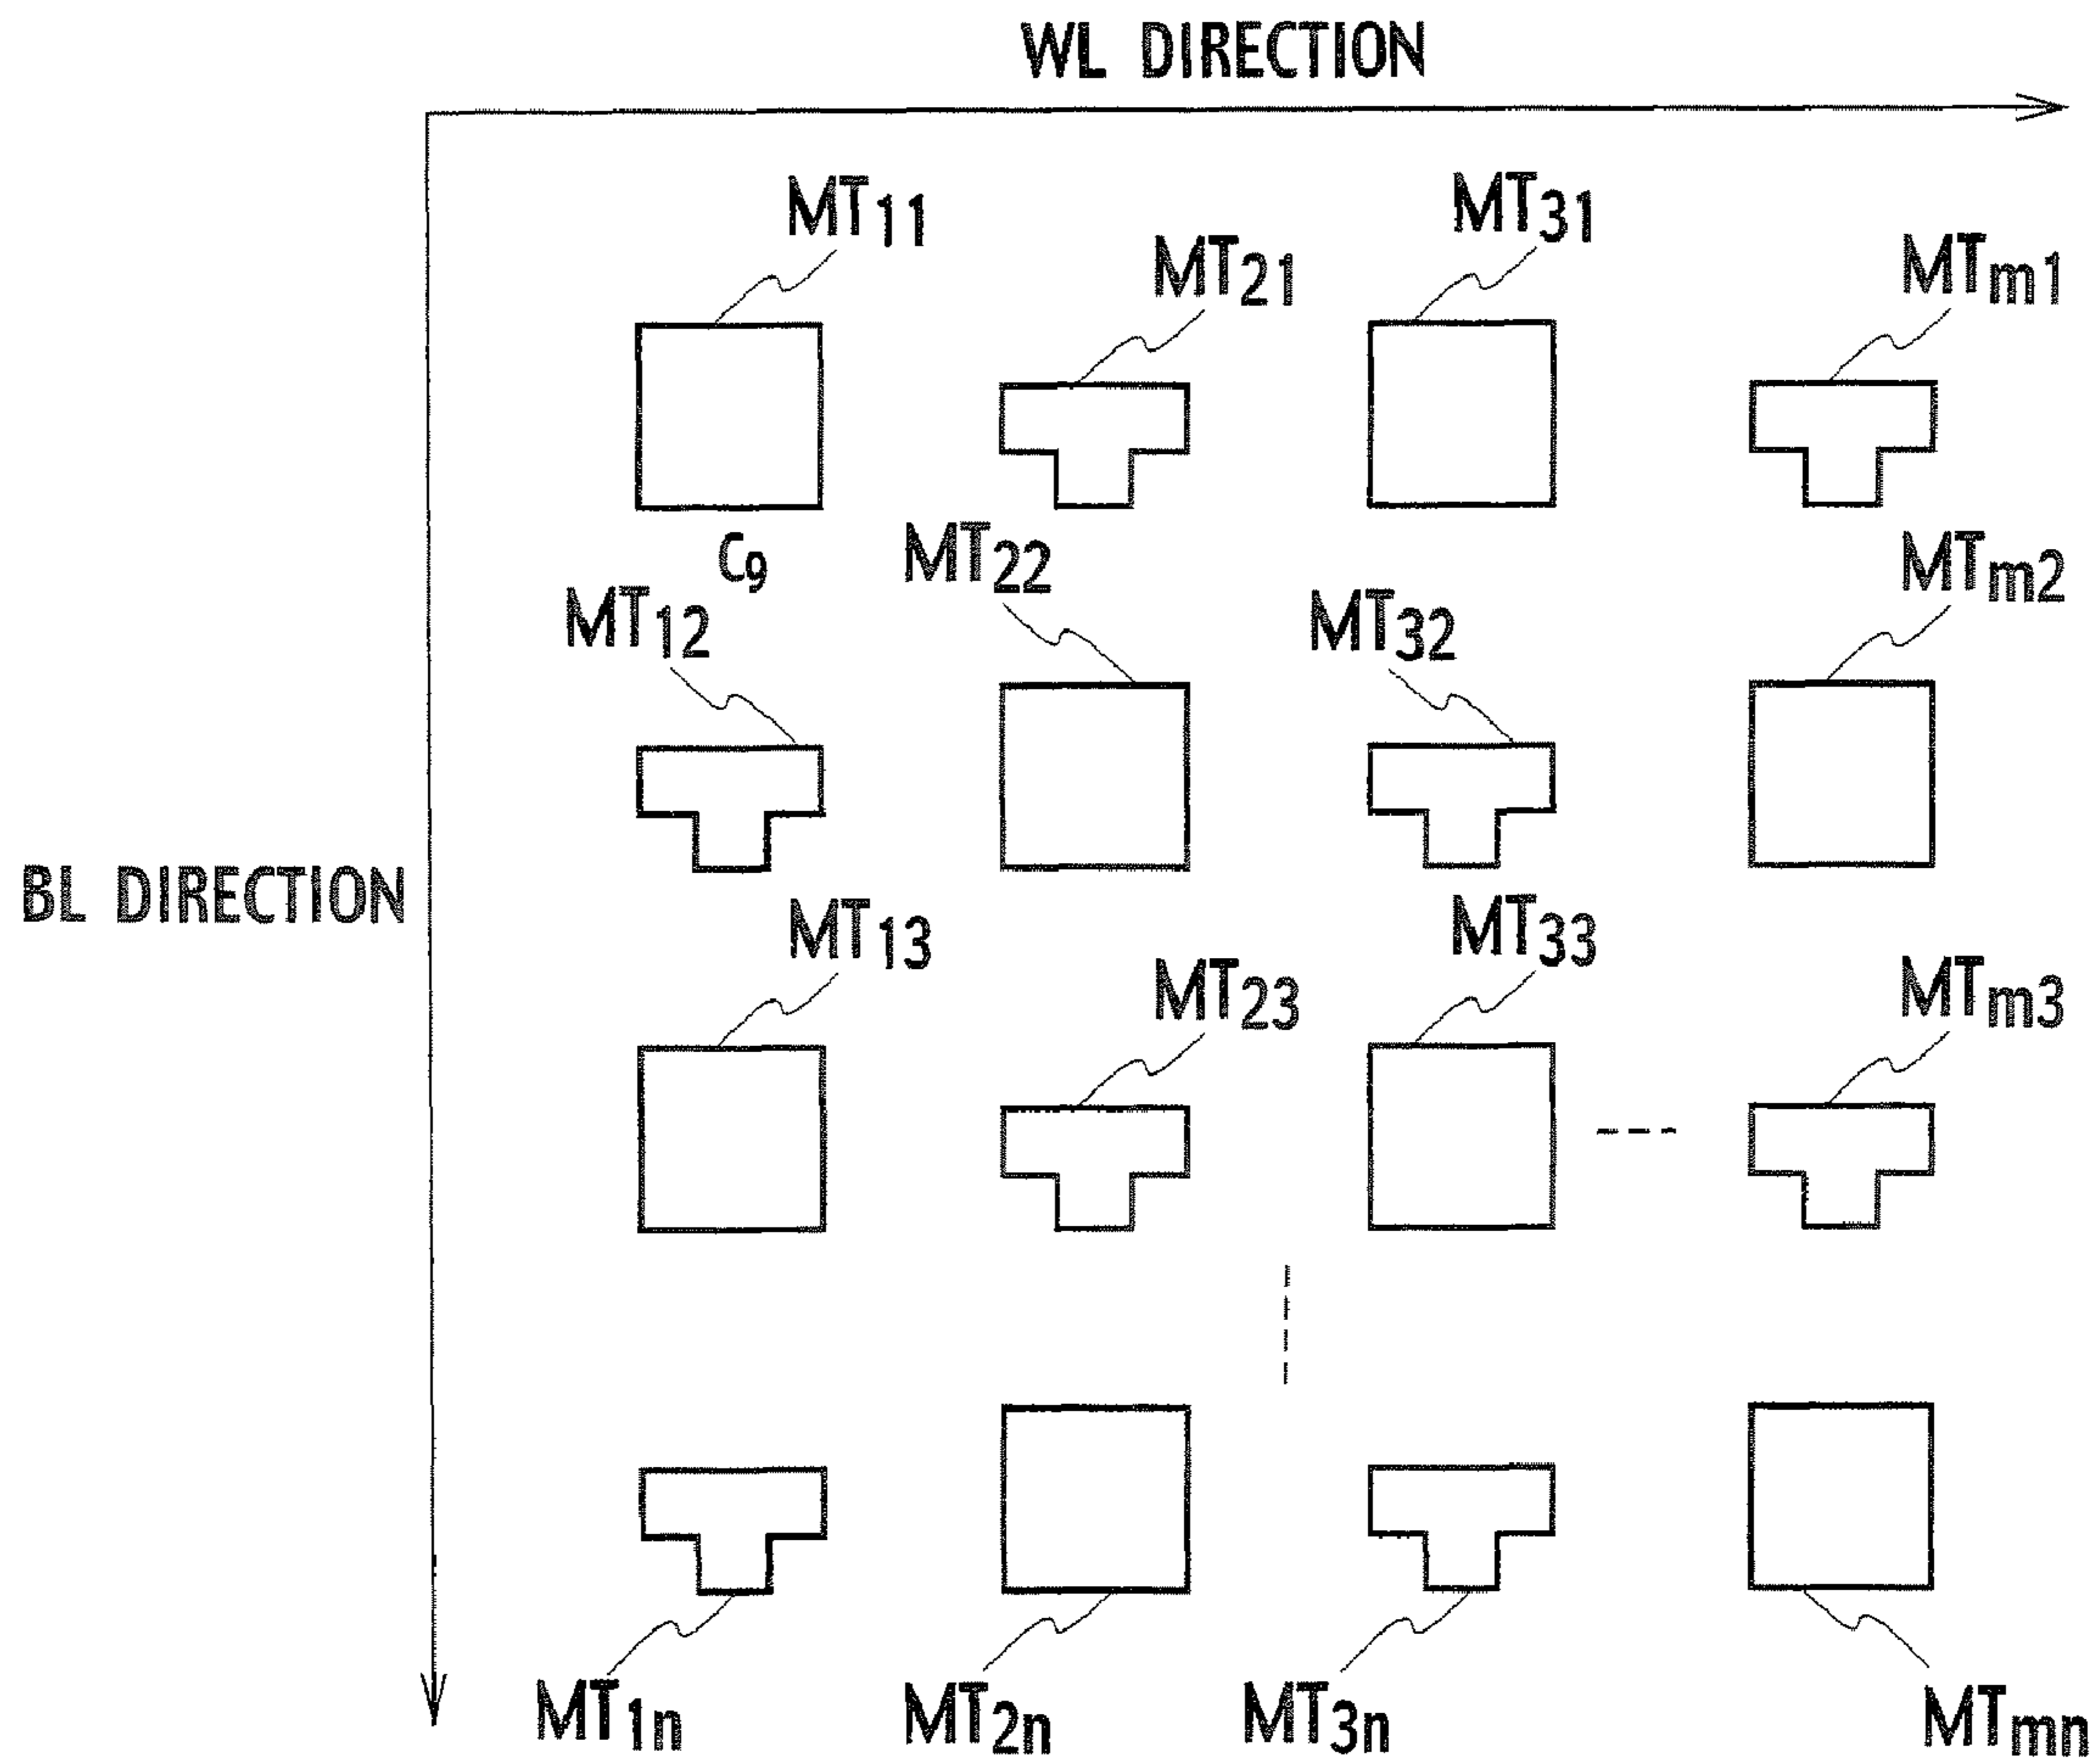 WL DIRECTION
MT11
MT31
MT21
MTm1
C9
MT22
MTm2
MT12
MT32
BL DIRECTION
MT13
MT33
MT23
MTm3
MT1n
MT2n
MT3n
MTmn